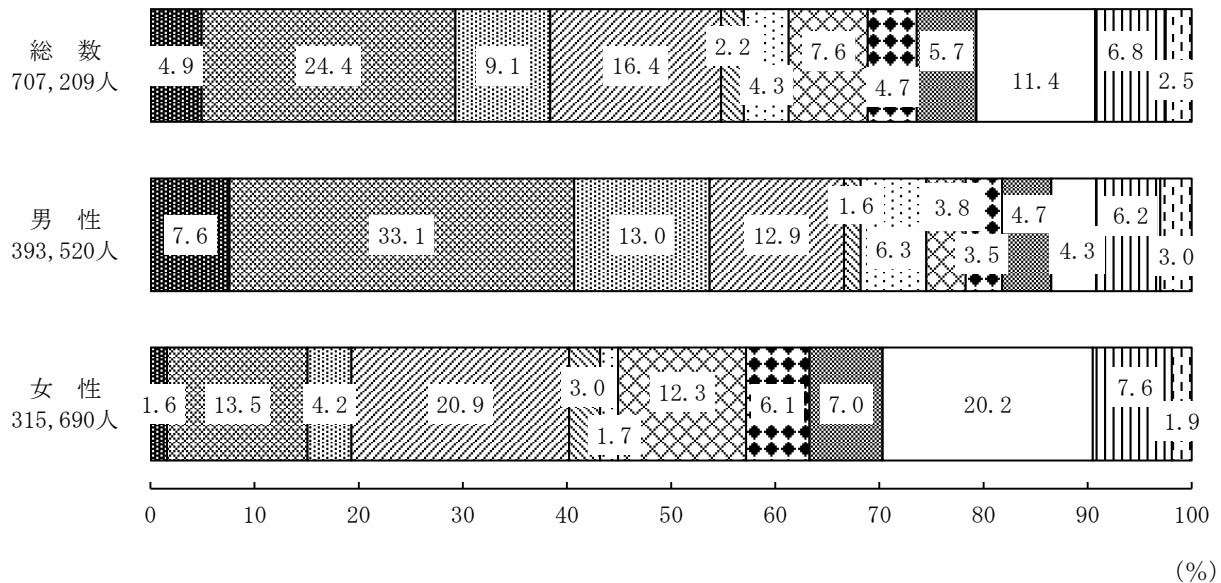 総 数
707,209人
4.9 24.4 9.1 16.4 2.2 4.3 7.6 4.7 5.7 11.4 6.8 2.5
男 性
393,520人
7.6 33.1 13.0 12.9 1.6 6.3 3.8 3.5 4.7 4.3 6.2 3.0
女 性
315,690人
1.6 13.5 4.2 20.9 3.0 1.7 12.3 6.1 7.0 20.2 7.6 1.9
0 10 20 30 40 50 60 70 80 90 100
(%)